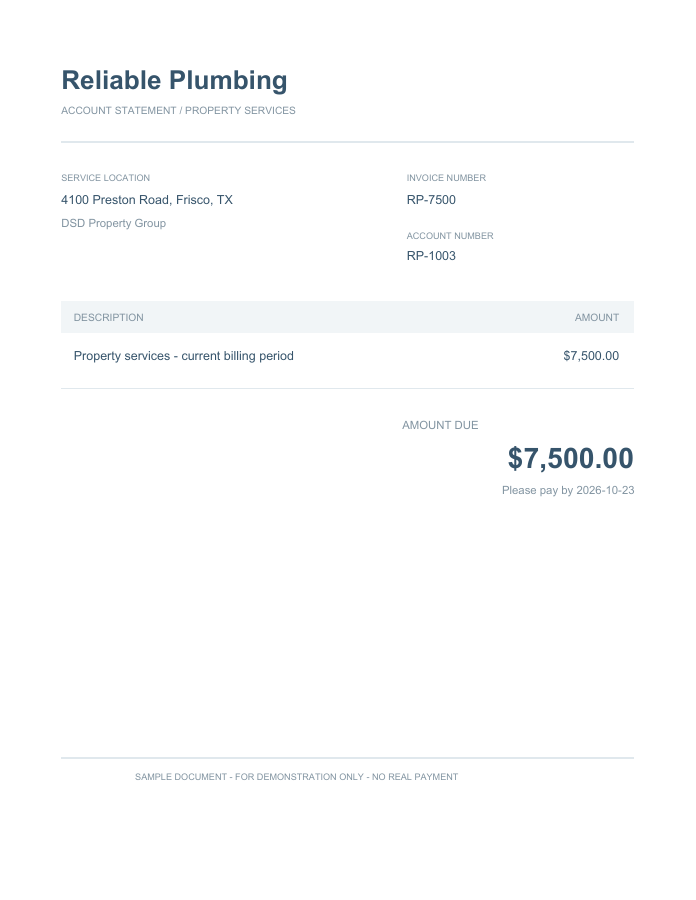 Reliable Plumbing
ACCOUNT STATEMENT / PROPERTY SERVICES
SERVICE LOCATION
4100 Preston Road, Frisco, TX
DSD Property Group
INVOICE NUMBER
RP-7500
ACCOUNT NUMBER
RP-1003
DESCRIPTION AMOUNT
Property services - current billing period $7,500.00
AMOUNT DUE
$7,500.00
Please pay by 2026-10-23
SAMPLE DOCUMENT - FOR DEMONSTRATION ONLY - NO REAL PAYMENT